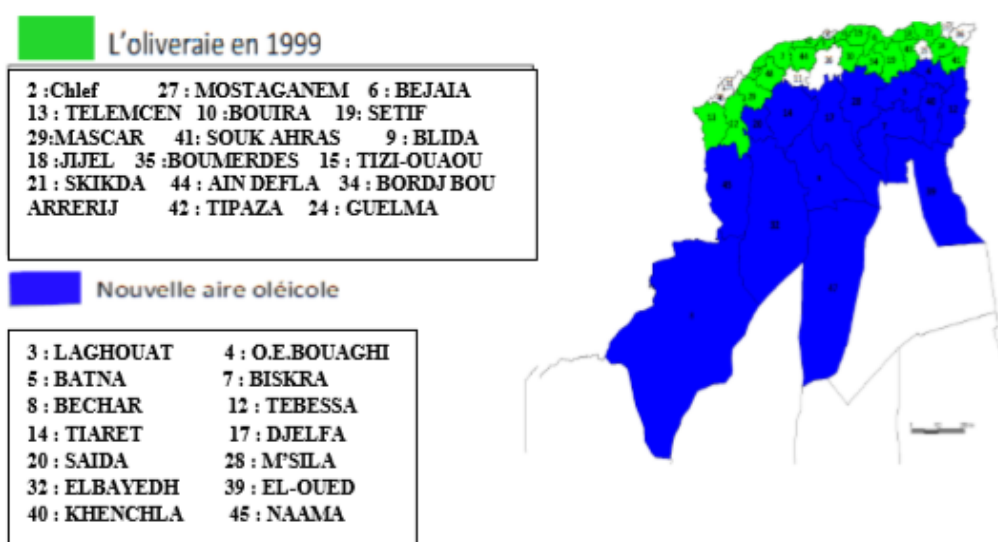 L'oliveraie en 1999
2 :Chlef 27 : MOSTAGANEM 6 : BEJAIA
13 : TELEMCEN 10 :BOUIRA 19: SETIF
29:MASCAR 41: SOUK AHRAS 9 : BLIDA
18 :JIJEL 35 :BOUMERDES 15 : TIZI-OUAOU
21 : SKIKDA 44 : AIN DEFLA 34 : BORDJ BOU
ARRERIJ 42 : TIPAZA 24 : GUELMA
Nouvelle aire oléicole
3 : LAGHOUAT 4 : O.E.BOUAGHI
5 : BATNA 7 : BISKRA
8 : BECHAR 12 : TEBESSA
14 : TIARET 17 : DJELFA
20 : SAIDA 28 : M'SILA
32 : ELBAYEDH 39 : EL-OUED
40 : KHENCHLA 45 : NAAMA